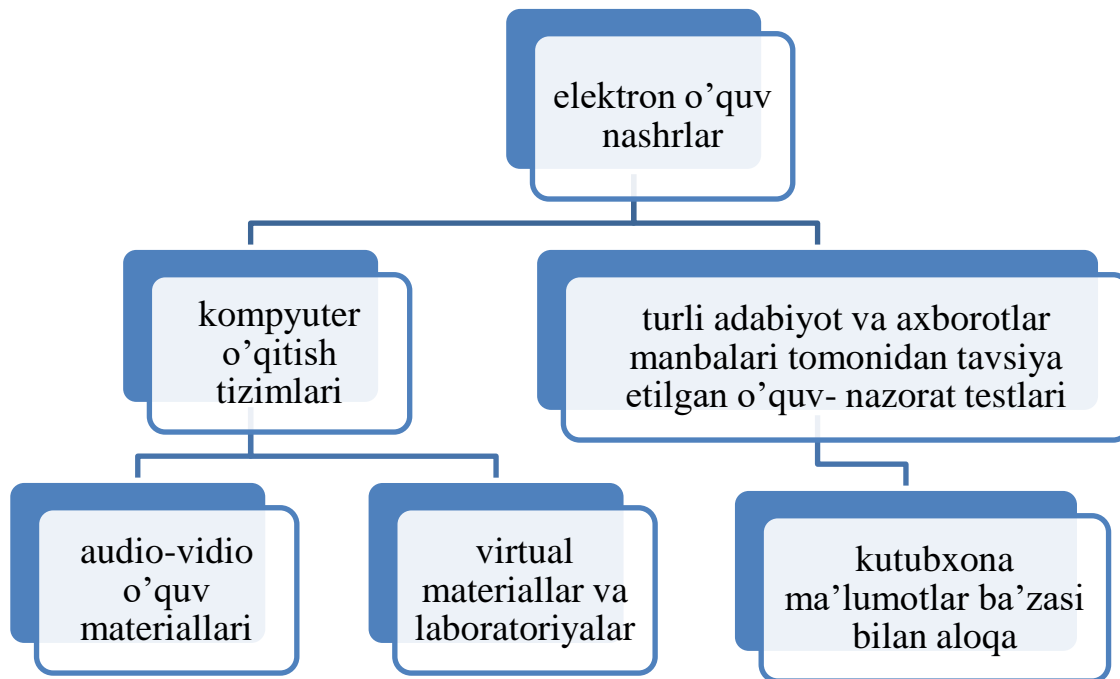 elektron o’quv
nashrlar
kompyuter
o’qitish
tizimlari
turli adabiyot va axborotlar
manbalari tomonidan tavsiya
etilgan o’quv- nazorat testlari
audio-vidio
o’quv
materiallari
virtual
materiallar va
laboratoriyalar
kutubxona
ma’lumotlar ba’zasi
bilan aloqa